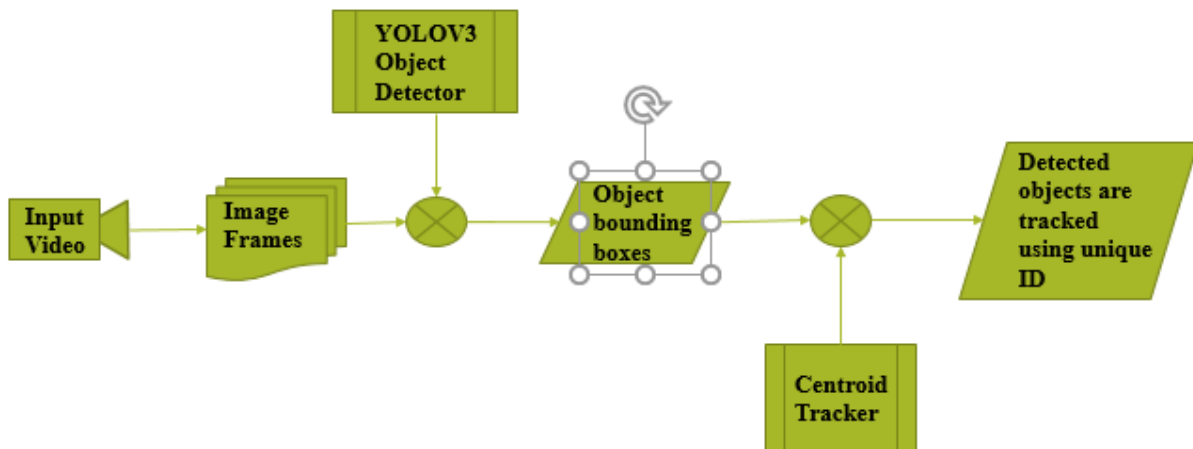 YOLOV3
Object
Detector
Input
Video
Image
Frames
Object
bounding
boxes
Detected
objects are
tracked
using unique
ID
Centroid
Tracker